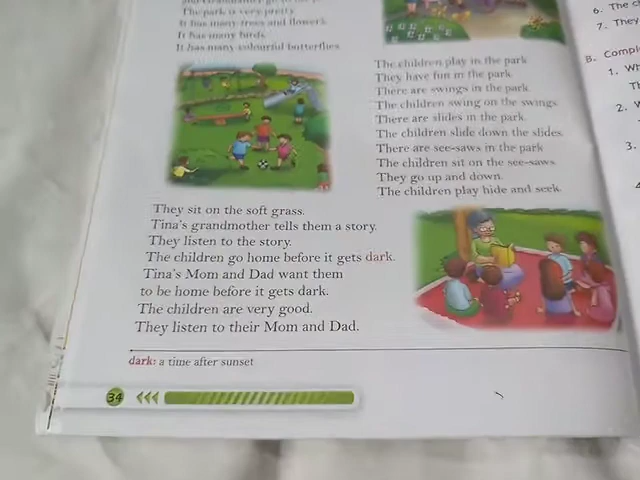 The park is very pretty.
It has many trees and flowers.
It has many birds.
It has many colourful butterflies.
The children play in the park.
They have fun in the park.
There are swings in the park.
The children swing on the swings.
There are slides in the park.
The children slide down the slides.
There are see-saws in the park.
The children sit on the see-saws.
They go up and down.
The children play hide and seek.
They sit on the soft grass.
Tina's grandmother tells them a story.
They listen to the story.
The children go home before it gets dark.
Tina's Mom and Dad want them
to be home before it gets dark.
The children are very good.
They listen to their Mom and Dad.
dark: a time after sunset
34
6. The
7. They
B.
1.
2.
3.